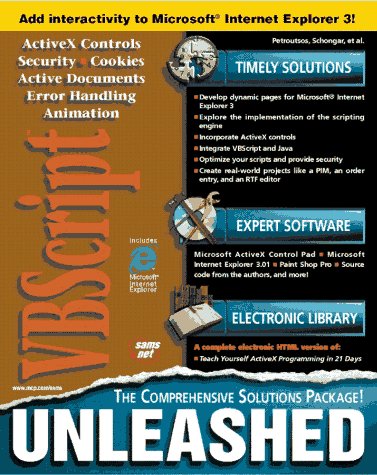 Add interactivity to Microsoft® Internet Explorer 3!
ActiveX Controls
Security ■ Cookies
Active Documents
Error Handling
Animation
VBScript
Includes
Microsoft®
Internet
Explorer
sams
net
www.mcp.com/sams
Petroutsos, Schongar, et al.
TIMELY SOLUTIONS
■ Develop dynamic pages for Microsoft® Internet
Explorer 3
■ Explore the implementation of the scripting
engine
■ Incorporate ActiveX controls
■ Integrate VBScript and Java
■ Optimize your scripts and provide security
■ Create real-world projects like a PIM, an order
entry, and an RTF editor
EXPERT SOFTWARE
Microsoft ActiveX Control Pad ■ Microsoft
Internet Explorer 3.01 ■ Paint Shop Pro ■ Source
code from the authors, and more!
ELECTRONIC LIBRARY
A complete electronic HTML version of:
■ Teach Yourself ActiveX Programming in 21 Days
THE COMPREHENSIVE SOLUTIONS PACKAGE!
UNLEASHED